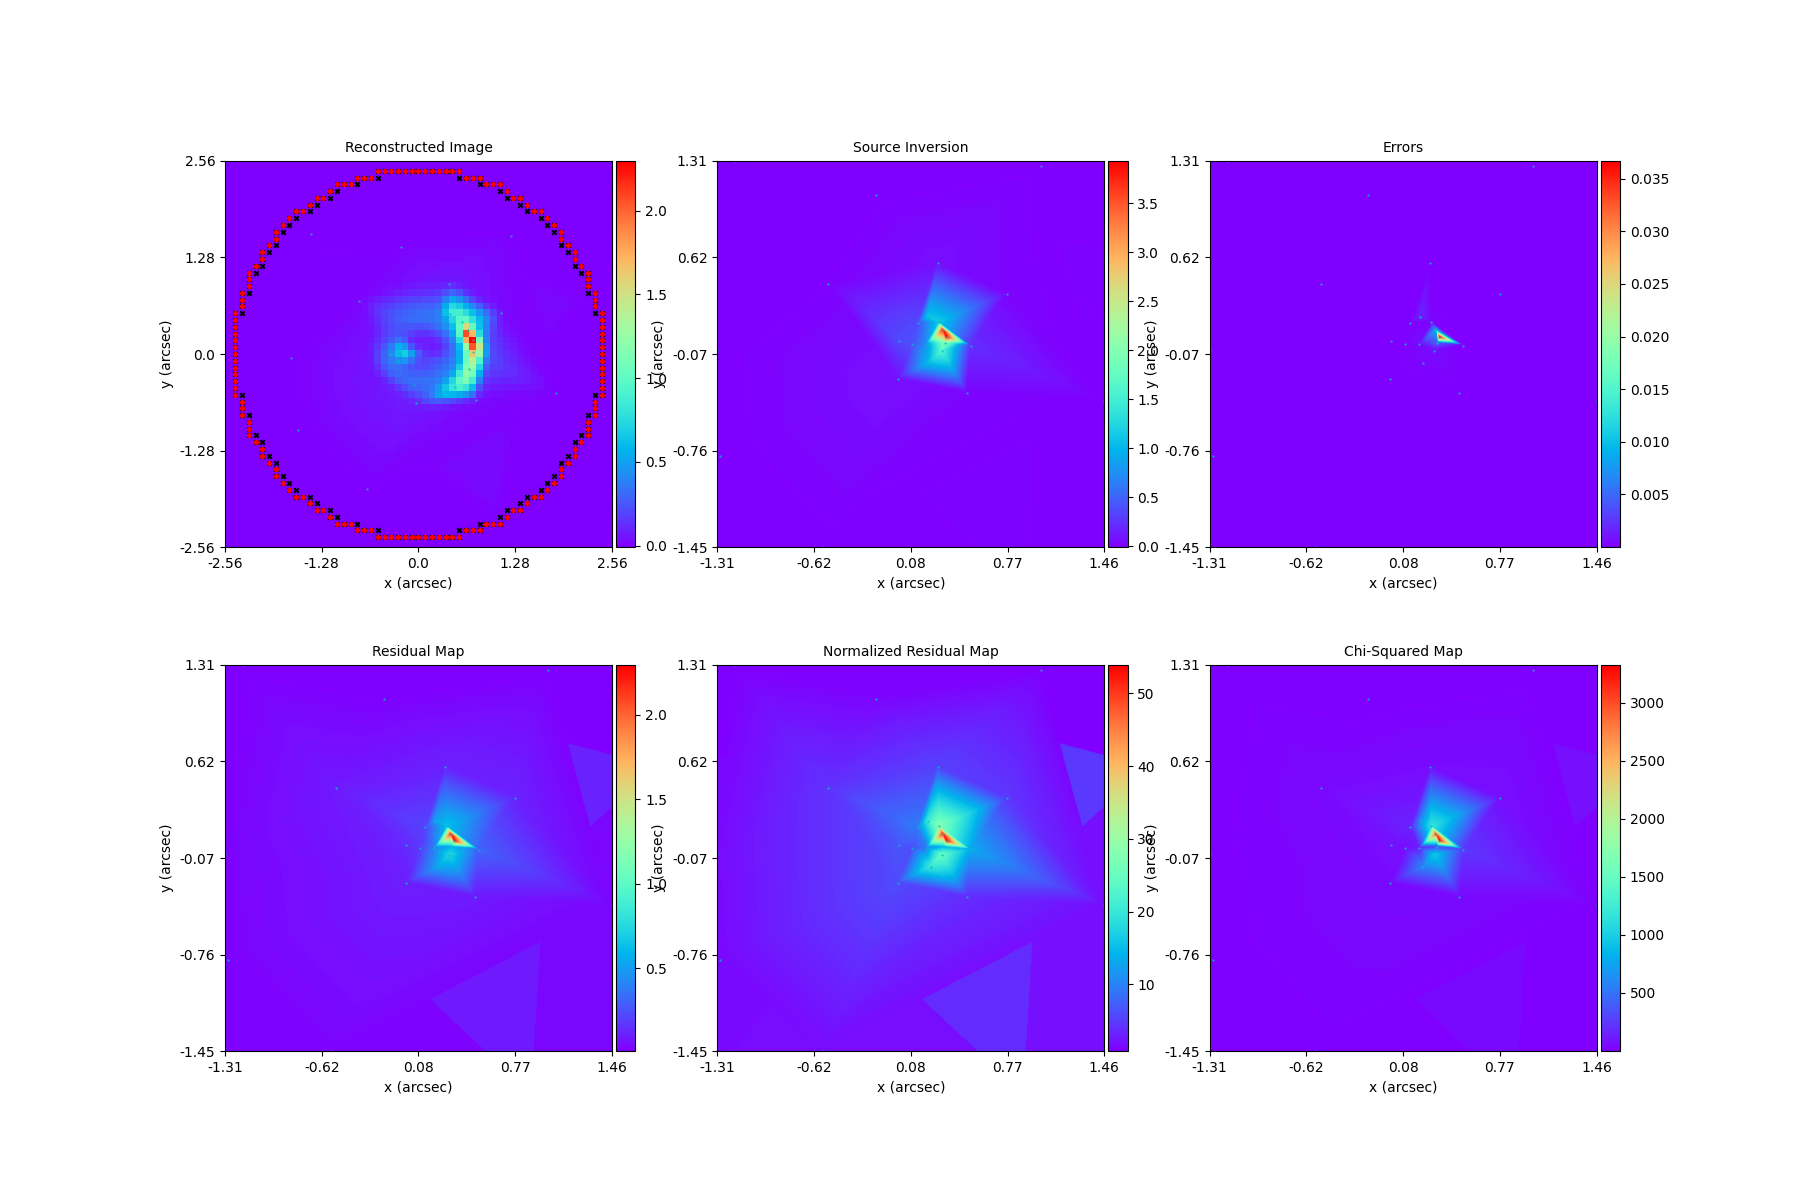 Reconstructed Image
2.56
1.28
0.0
-1.28
-2.56
y (arcsec)
-2.56 -1.28 0.0 1.28 2.56
x (arcsec)
2.0
1.5
1.0
0.5
0.0
Source Inversion
1.31
0.62
-0.07
-0.76
-1.45
y (arcsec)
-1.31 -0.62 0.08 0.77 1.46
x (arcsec)
3.5
3.0
2.5
2.0
1.5
1.0
0.5
0.0
Errors
1.31
0.62
-0.07
-0.76
-1.45
y (arcsec)
-1.31 -0.62 0.08 0.77 1.46
x (arcsec)
0.035
0.030
0.025
0.020
0.015
0.010
0.005
Residual Map
1.31
0.62
-0.07
-0.76
-1.45
y (arcsec)
-1.31 -0.62 0.08 0.77 1.46
x (arcsec)
2.0
1.5
1.0
0.5
Normalized Residual Map
1.31
0.62
-0.07
-0.76
-1.45
y (arcsec)
-1.31 -0.62 0.08 0.77 1.46
x (arcsec)
50
40
30
20
10
Chi-Squared Map
1.31
0.62
-0.07
-0.76
-1.45
y (arcsec)
-1.31 -0.62 0.08 0.77 1.46
x (arcsec)
3000
2500
2000
1500
1000
500